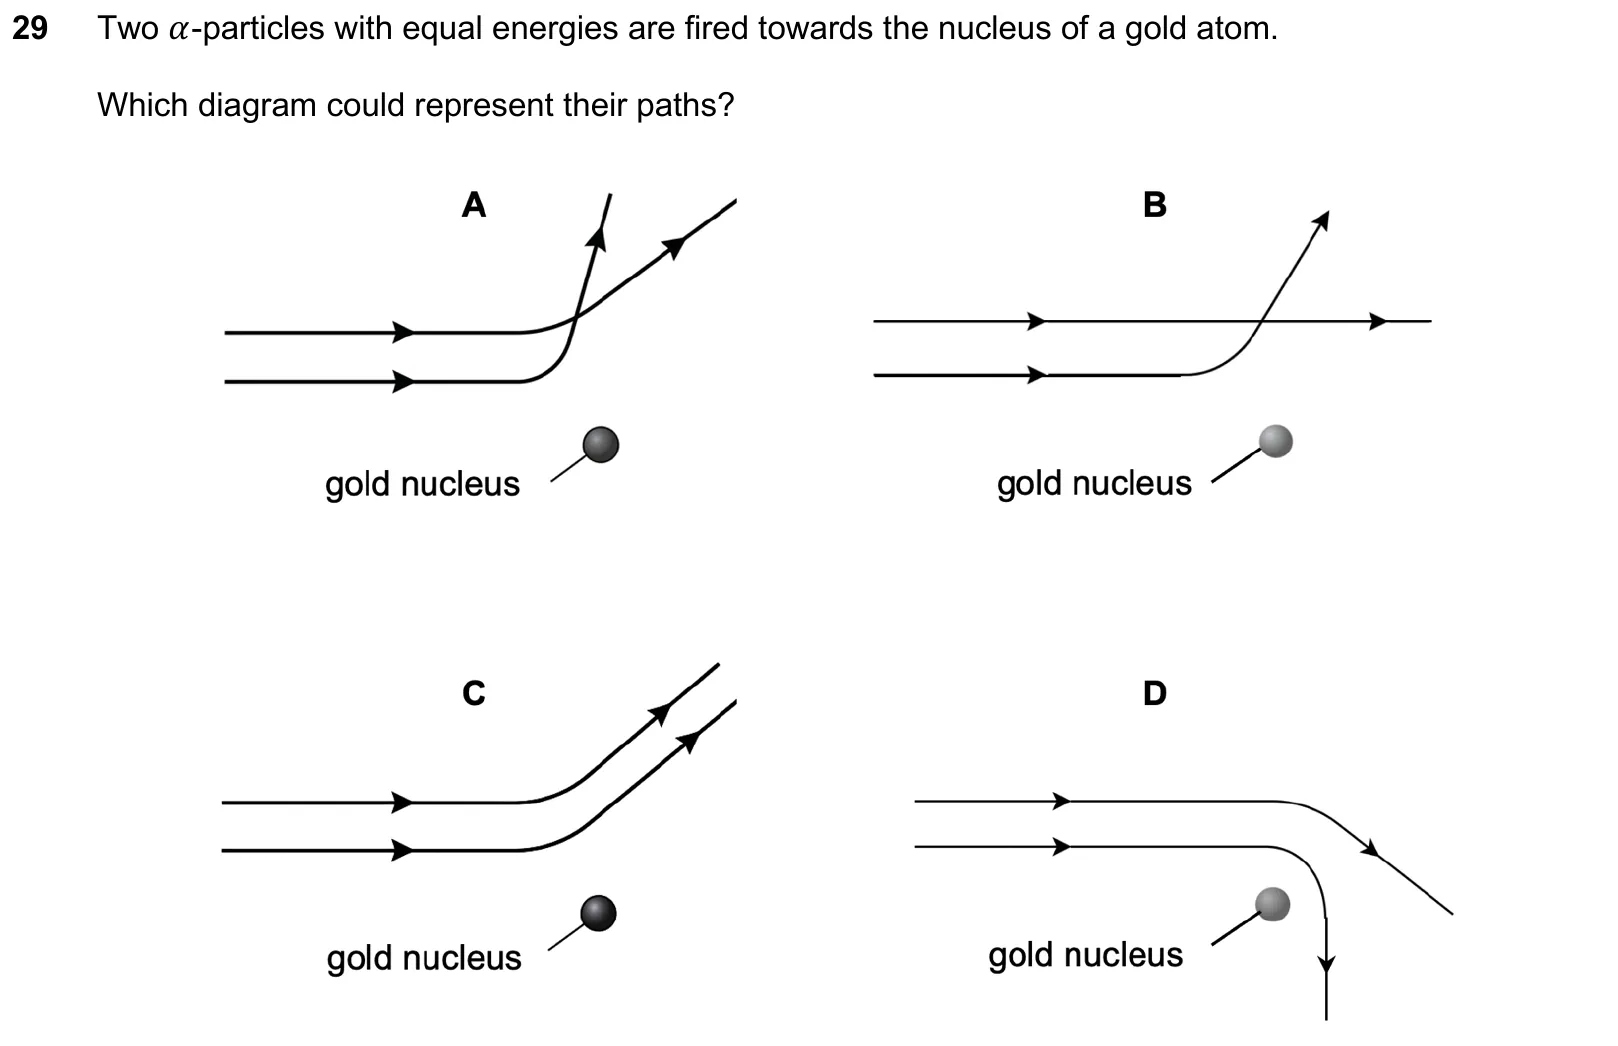 29 Two α-particles with equal energies are fired towards the nucleus of a gold atom.
Which diagram could represent their paths?
A
B
gold nucleus
gold nucleus
C
D
gold nucleus
gold nucleus